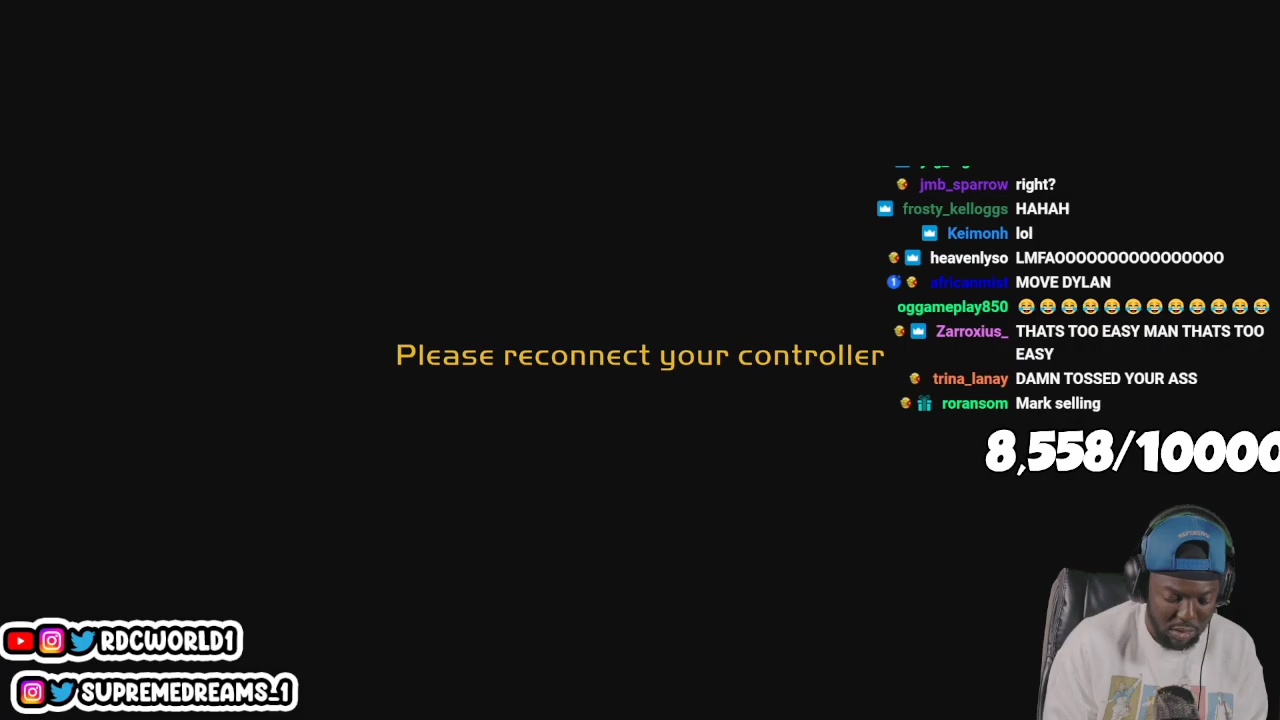 jmb_sparrow right?
frosty_kelloggs HAHAH
Keimonh lol
heavenlyso LMFAOOOOOOOOOOOOOOOO
africanmist MOVE DYLAN
oggameplay850 😂😂😂😂😂😂😂😂😂😂😂😂
Zarroxius_ THATS TOO EASY MAN THATS TOO
EASY
Please reconnect your controller
trina_lanay DAMN TOSSED YOUR ASS
roransom Mark selling
8,558/10000
RDCWORLD1
SUPREMEDREAMS_1